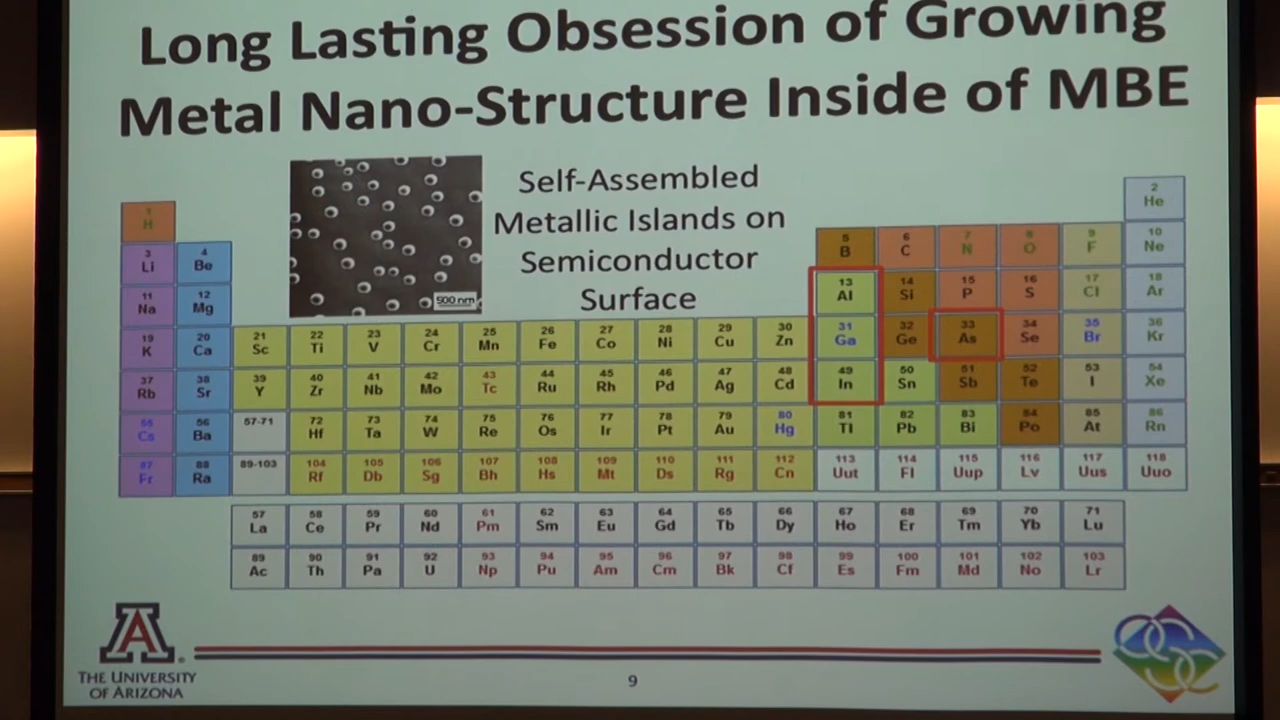 Long Lasting Obsession of Growing
Metal Nano-Structure Inside of MBE
Self-Assembled
Metallic Islands on
Semiconductor
Surface
500 nm
1 H 2 He
3 Li 4 Be 5 B 6 C 7 N 8 O 9 F 10 Ne
11 Na 12 Mg 13 Al 14 Si 15 P 16 S 17 Cl 18 Ar
19 K 20 Ca 21 Sc 22 Ti 23 V 24 Cr 25 Mn 26 Fe 27 Co 28 Ni 29 Cu 30 Zn 31 Ga 32 Ge 33 As 34 Se 35 Br 36 Kr
37 Rb 38 Sr 39 Y 40 Zr 41 Nb 42 Mo 43 Tc 44 Ru 45 Rh 46 Pd 47 Ag 48 Cd 49 In 50 Sn 51 Sb 52 Te 53 I 54 Xe
55 Cs 56 Ba 57-71 72 Hf 73 Ta 74 W 75 Re 76 Os 77 Ir 78 Pt 79 Au 80 Hg 81 Tl 82 Pb 83 Bi 84 Po 85 At 86 Rn
87 Fr 88 Ra 89-103 104 Rf 105 Db 106 Sg 107 Bh 108 Hs 109 Mt 110 Ds 111 Rg 112 Cn 113 Uut 114 Fl 115 Uup 116 Lv 117 Uus 118 Uuo
57 La 58 Ce 59 Pr 60 Nd 61 Pm 62 Sm 63 Eu 64 Gd 65 Tb 66 Dy 67 Ho 68 Er 69 Tm 70 Yb 71 Lu
89 Ac 90 Th 91 Pa 92 U 93 Np 94 Pu 95 Am 96 Cm 97 Bk 98 Cf 99 Es 100 Fm 101 Md 102 No 103 Lr
A
THE UNIVERSITY
OF ARIZONA
9
OSC